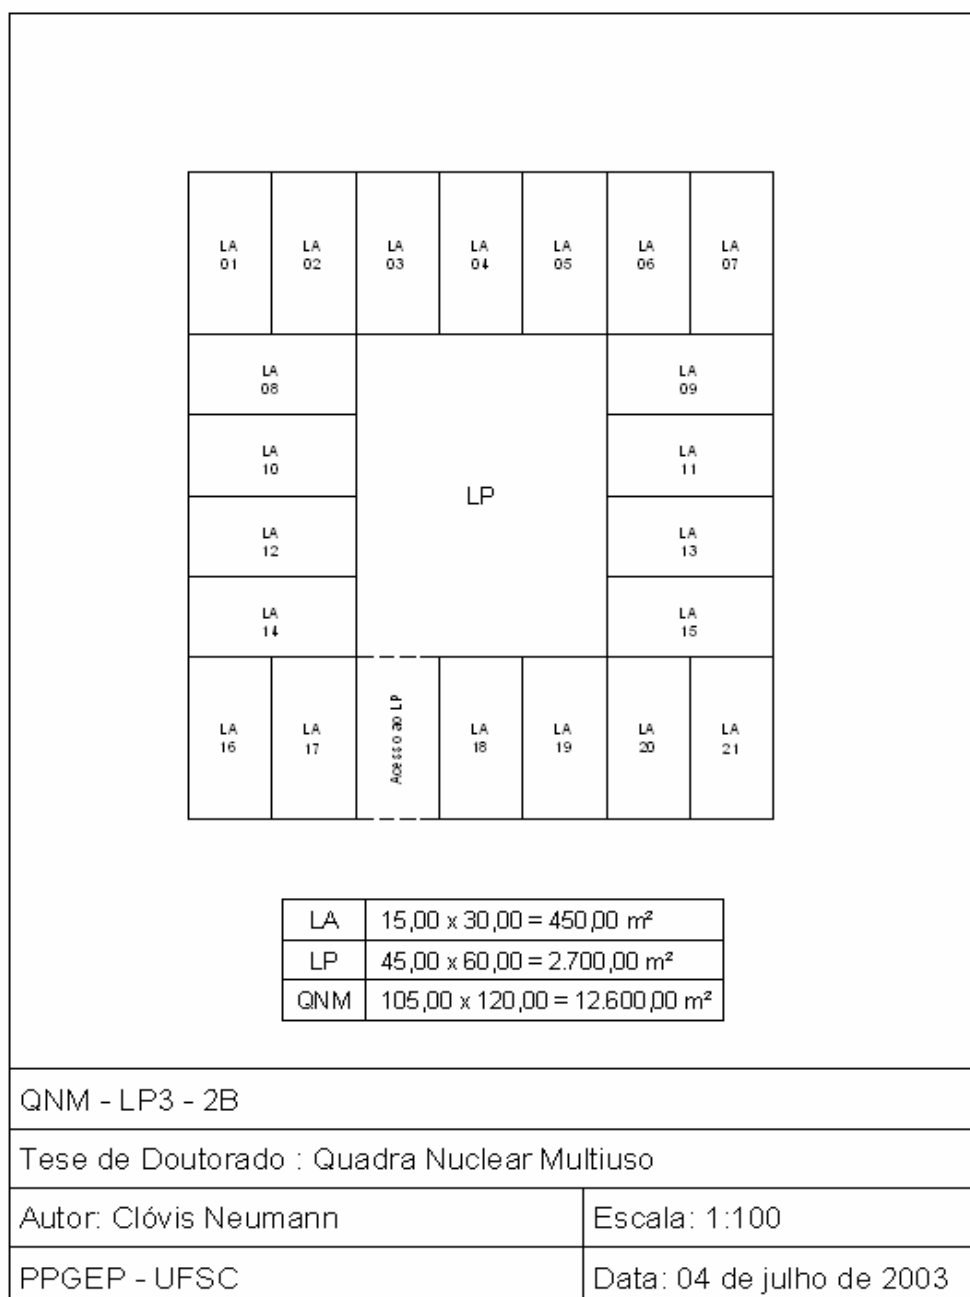 LA
01
LA
02
LA
03
LA
04
LA
05
LA
06
LA
07
LA
08
LA
09
LA
10
LA
11
LP
LA
12
LA
13
LA
14
LA
15
LA
16
LA
17
Acesso ao LP
LA
18
LA
19
LA
20
LA
21
LA 15,00 x 30,00 = 450,00 m²
LP 45,00 x 60,00 = 2.700,00 m²
QNM 105,00 x 120,00 = 12.600,00 m²
QNM - LP3 - 2B
Tese de Doutorado : Quadra Nuclear Multiuso
Autor: Clóvis Neumann
Escala: 1:100
PPGEP - UFSC
Data: 04 de julho de 2003